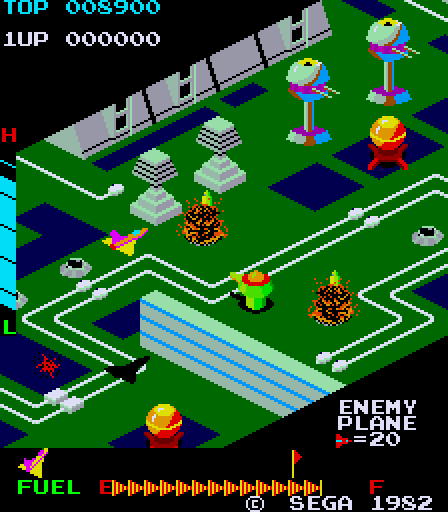 TOP 008900
1UP 000000
H
L
ENEMY
PLANE
=20
FUEL E F
© SEGA 1982